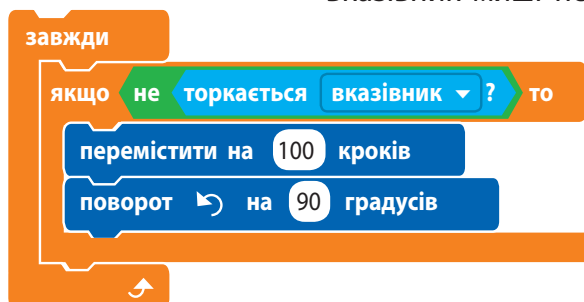 завжди
якщо не торкається вказівник ? то
перемістити на 100 кроків
поворот на 90 градусів